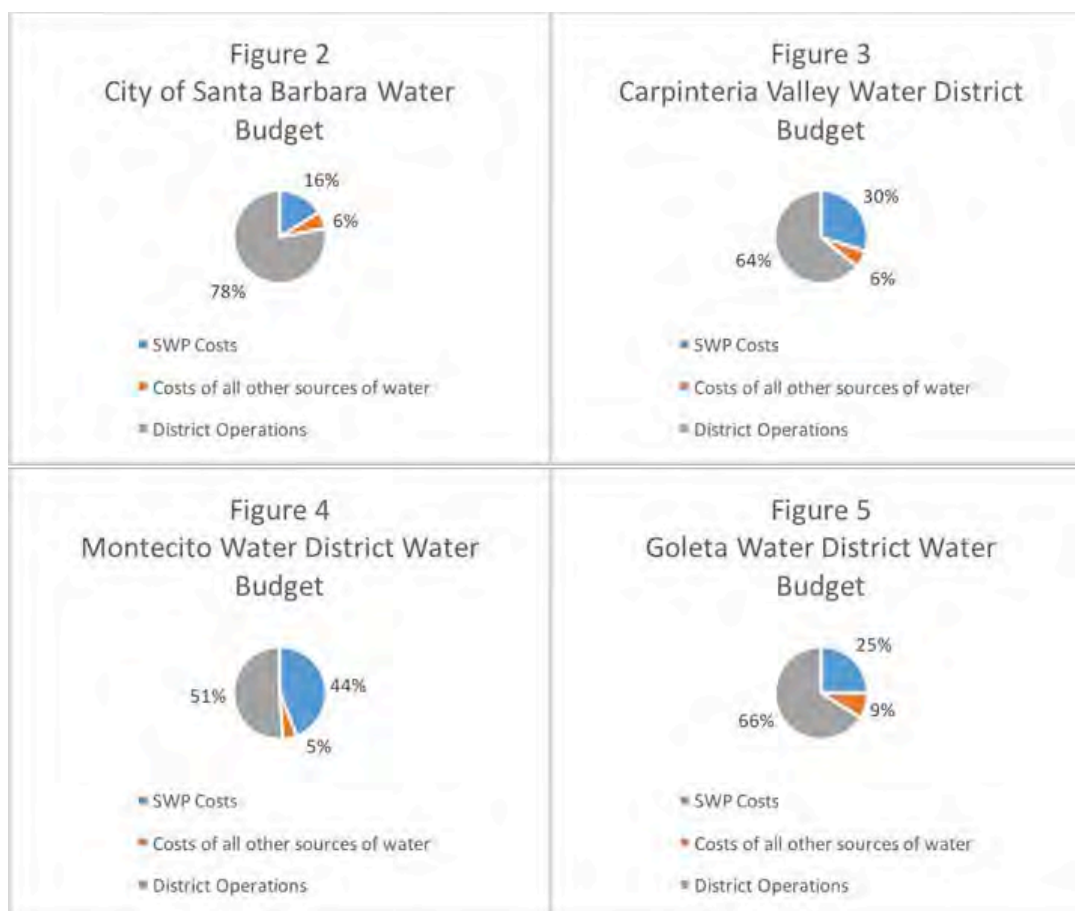 Figure 2
City of Santa Barbara Water
Budget
16%
6%
78%
SWP Costs
Costs of all other sources of water
District Operations
Figure 3
Carpinteria Valley Water District
Budget
30%
64%
6%
SWP Costs
Costs of all other sources of water
District Operations
Figure 4
Montecito Water District Water
Budget
51%
44%
5%
SWP Costs
Costs of all other sources of water
District Operations
Figure 5
Goleta Water District Water
Budget
25%
9%
66%
SWP Costs
Costs of all other sources of water
District Operations